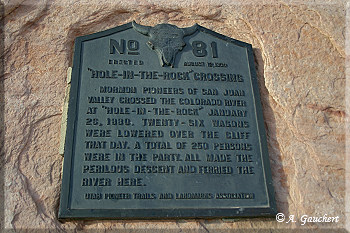 No 81
ERECTED AUGUST
"HOLE-IN-THE-ROCK" CROSSING
MORMON PIONEERS OF SAN JUAN
VALLEY CROSSED THE COLORADO RIVER
AT "HOLE-IN-THE-ROCK" JANUARY
26, 1880. TWENTY-SIX WAGONS
WERE LOWERED OVER THE CLIFF
THAT DAY. A TOTAL OF 250 PERSONS
WERE IN THE PARTY. ALL MADE THE
PERILOUS DESCENT AND FERRIED THE
RIVER HERE.
UTAH PIONEER TRAILS AND LANDMARKS ASSOCIATION
© A. Gauchert